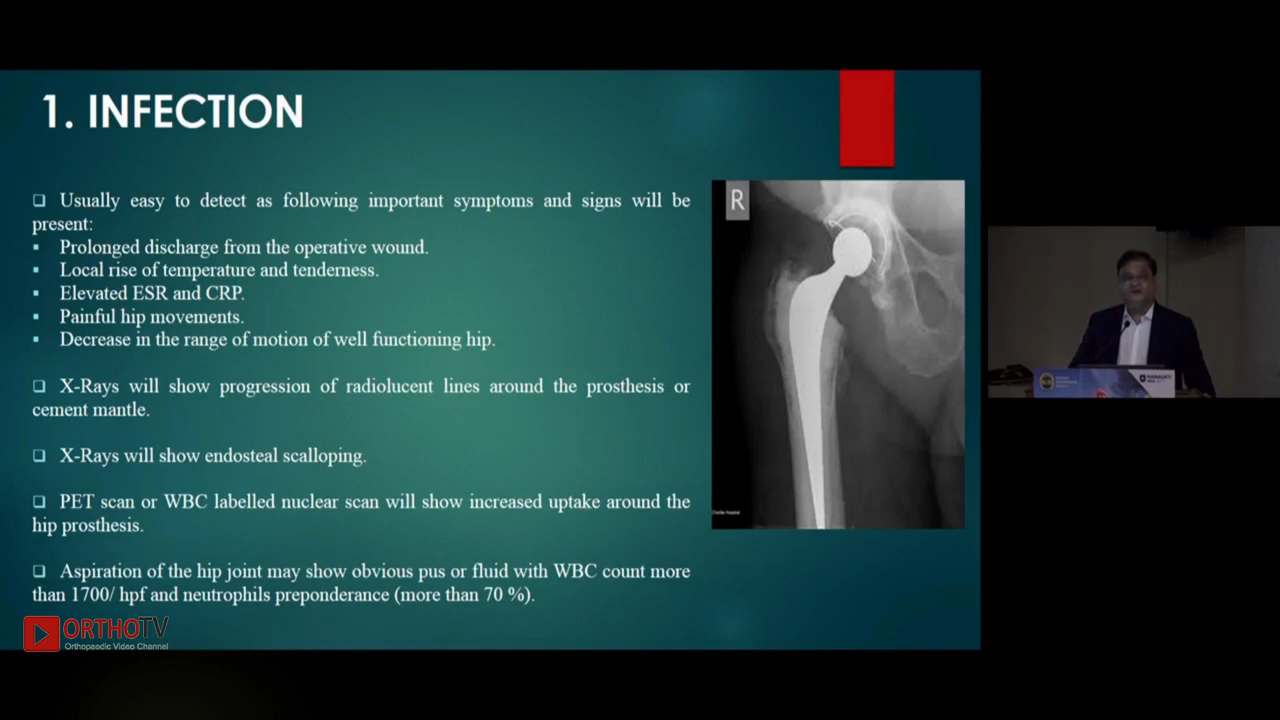 1. INFECTION
❑ Usually easy to detect as following important symptoms and signs will be
present:
▪ Prolonged discharge from the operative wound.
▪ Local rise of temperature and tenderness.
▪ Elevated ESR and CRP.
▪ Painful hip movements.
▪ Decrease in the range of motion of well functioning hip.
❑ X-Rays will show progression of radiolucent lines around the prosthesis or
cement mantle.
❑ X-Rays will show endosteal scalloping.
❑ PET scan or WBC labelled nuclear scan will show increased uptake around the
hip prosthesis.
❑ Aspiration of the hip joint may show obvious pus or fluid with WBC count more
than 1700/ hpf and neutrophils preponderance (more than 70 %).
R
ORTHOTV
Orthopaedic Video Channel